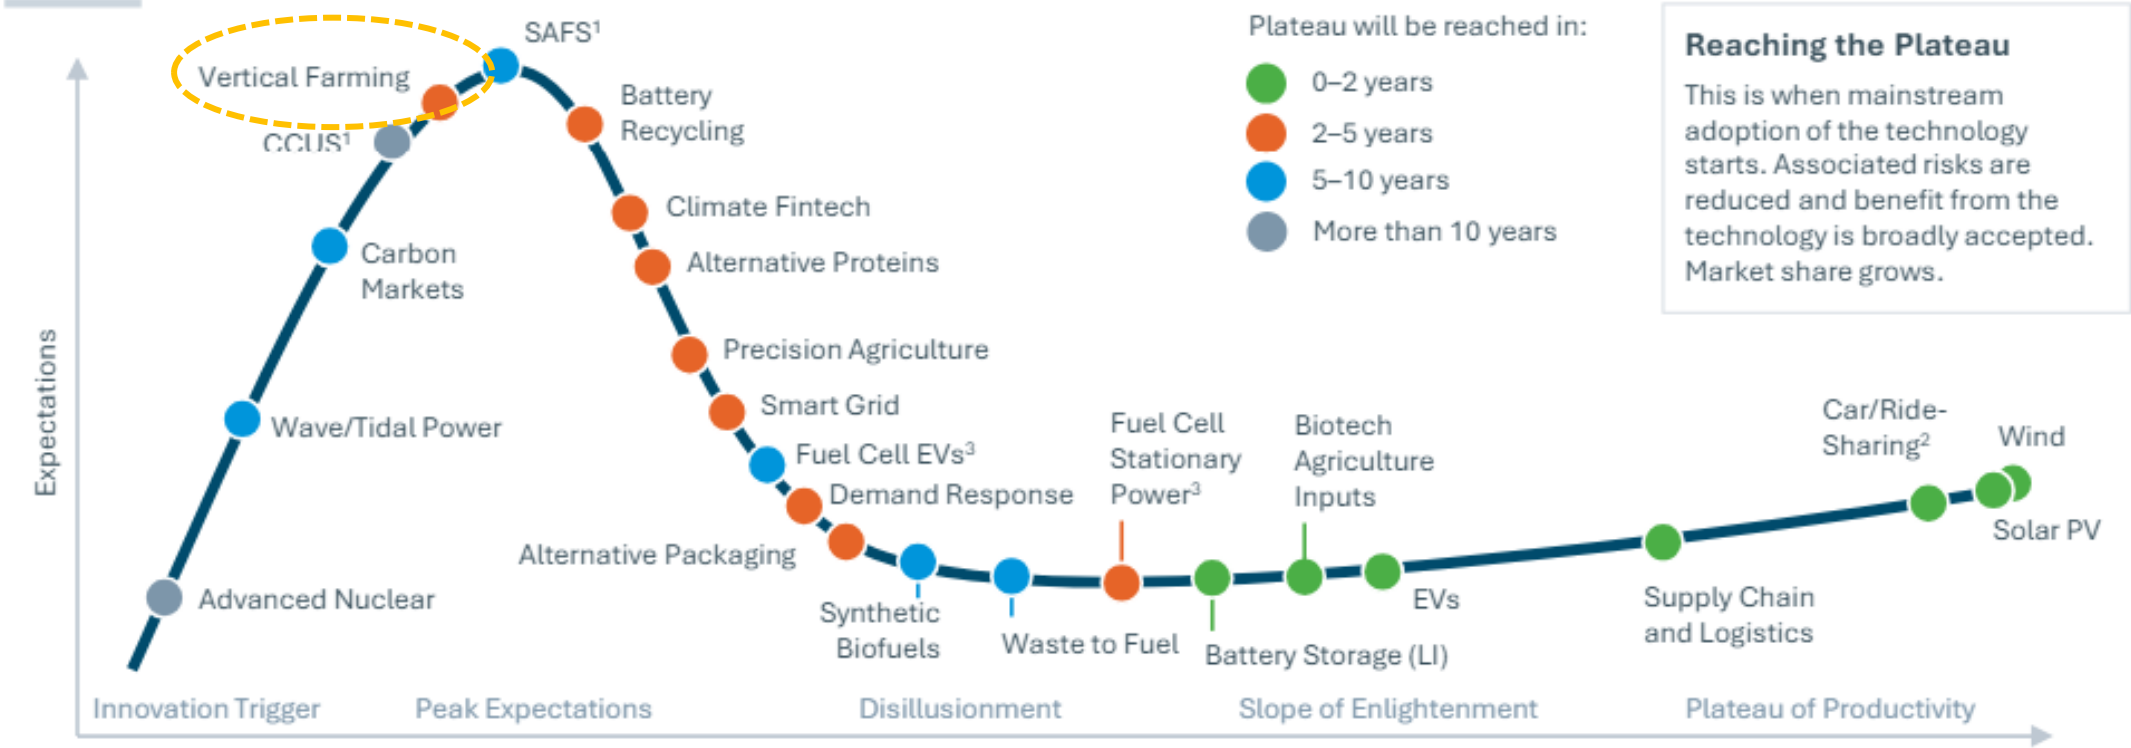 SAFS¹
Vertical Farming
CCUS¹
Battery
Recycling
Climate Fintech
Alternative Proteins
Carbon
Markets
Precision Agriculture
Smart Grid
Wave/Tidal Power
Fuel Cell EVs³
Demand Response
Alternative Packaging
Advanced Nuclear
Synthetic
Biofuels
Waste to Fuel
Fuel Cell
Stationary
Power³
Battery Storage (LI)
Biotech
Agriculture
Inputs
EVs
Supply Chain
and Logistics
Car/Ride-
Sharing²
Wind
Solar PV
Plateau will be reached in:
0–2 years
2–5 years
5–10 years
More than 10 years
Reaching the Plateau
This is when mainstream
adoption of the technology
starts. Associated risks are
reduced and benefit from the
technology is broadly accepted.
Market share grows.
Expectations
Innovation Trigger
Peak Expectations
Disillusionment
Slope of Enlightenment
Plateau of Productivity